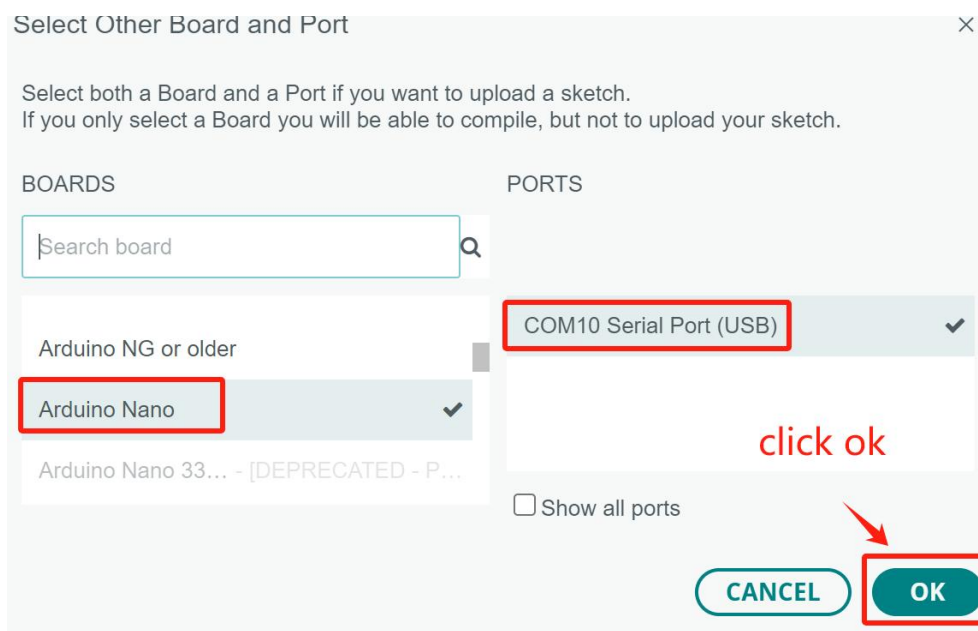 Select Other Board and Port
Select both a Board and a Port if you want to upload a sketch.
If you only select a Board you will be able to compile, but not to upload your sketch.
BOARDS
PORTS
Search board
COM10 Serial Port (USB)
Arduino NG or older
Arduino Nano
Arduino Nano 33... - [DEPRECATED - P...
click ok
Show all ports
CANCEL
OK